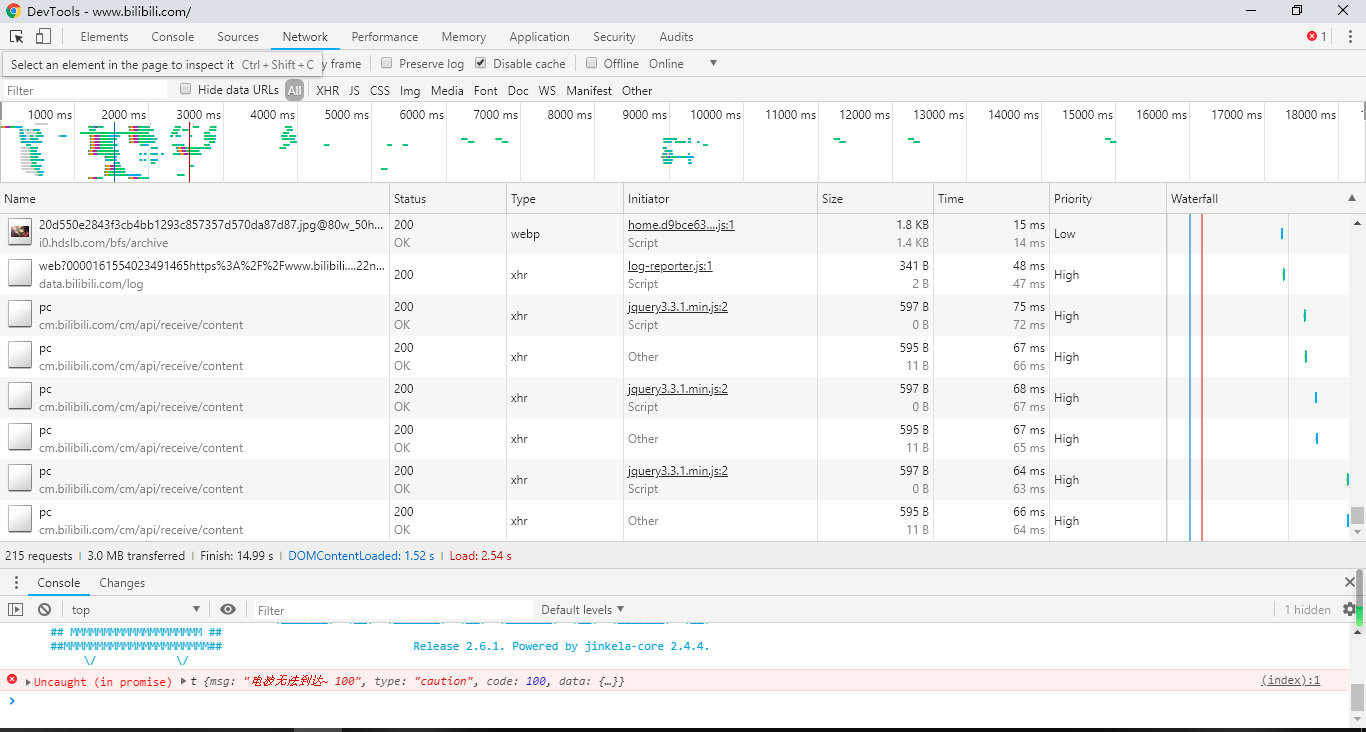 DevTools - www.bilibili.com/
Elements Console Sources Network Performance Memory Application Security Audits 1
Select an element in the page to inspect it Ctrl + Shift + C y frame Preserve log Disable cache Offline Online
Filter Hide data URLs All XHR JS CSS Img Media Font Doc WS Manifest Other
1000 ms 2000 ms 3000 ms 4000 ms 5000 ms 6000 ms 7000 ms 8000 ms 9000 ms 10000 ms 11000 ms 12000 ms 13000 ms 14000 ms 15000 ms 16000 ms 17000 ms 18000 ms
Name Status Type Initiator Size Time Priority Waterfall
20d550e2843f3cb4bb1293c857357d570da87d87.jpg@80w_50h... 200 webp home.d9bce63....js:1 1.8 KB 15 ms Low
i0.hdslb.com/bfs/archive OK Script 1.4 KB 14 ms
web?0000161554023491465https%3A%2F%2Fwww.bilibili....22n... 200 xhr log-reporter.js:1 341 B 48 ms High
data.bilibili.com/log Script 2 B 47 ms
pc 200 xhr jquery3.3.1.min.js:2 597 B 75 ms High
cm.bilibili.com/cm/api/receive/content OK Script 0 B 72 ms
pc 200 xhr Other 595 B 67 ms High
cm.bilibili.com/cm/api/receive/content OK 11 B 66 ms
pc 200 xhr jquery3.3.1.min.js:2 597 B 68 ms High
cm.bilibili.com/cm/api/receive/content OK Script 0 B 67 ms
pc 200 xhr Other 595 B 67 ms High
cm.bilibili.com/cm/api/receive/content OK 11 B 65 ms
pc 200 xhr jquery3.3.1.min.js:2 597 B 64 ms High
cm.bilibili.com/cm/api/receive/content OK Script 0 B 63 ms
pc 200 xhr Other 595 B 66 ms High
cm.bilibili.com/cm/api/receive/content OK 11 B 64 ms
215 requests | 3.0 MB transferred | Finish: 14.99 s | DOMContentLoaded: 1.52 s | Load: 2.54 s
Console Changes
top Filter Default levels 1 hidden
## MMMMMMMMMMMMMMMMMMMM ##
##MMMMMMMMMMMMMMMMMMMMMM## Release 2.6.1. Powered by jinkela-core 2.4.4.
\/ \/
Uncaught (in promise) t {msg: "电波无法到达~ 100", type: "caution", code: 100, data: {…}} (index):1